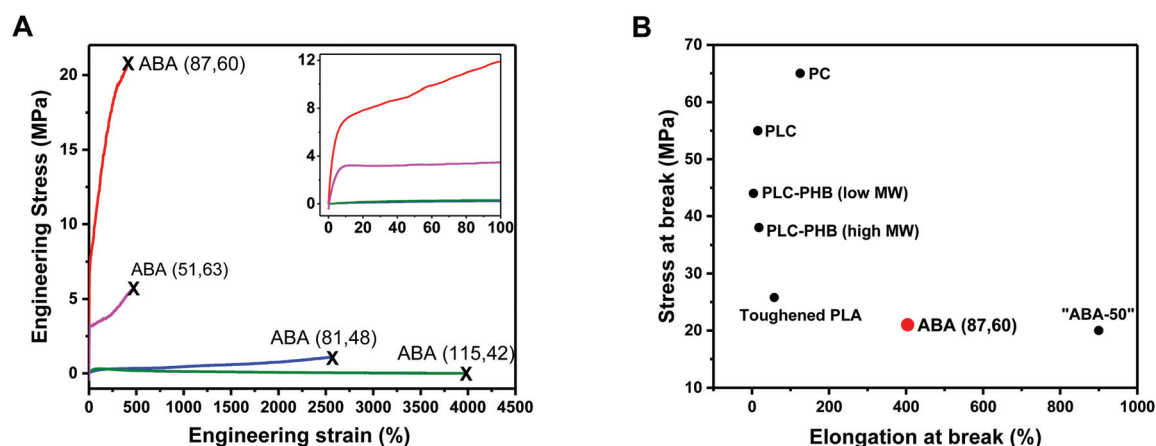 A
B
Engineering Stress (MPa)
20
15
10
5
0
ABA (87,60)
ABA (51,63)
ABA (81,48)
ABA (115,42)
12
8
4
0
0 20 40 60 80 100
0 500 1000 1500 2000 2500 3000 3500 4000 4500
Engineering strain (%)
Stress at break (MPa)
70
60
50
40
30
20
10
PC
PLC
PLC-PHB (low MW)
PLC-PHB (high MW)
Toughened PLA
ABA (87,60)
"ABA-50"
0 200 400 600 800 1000
Elongation at break (%)